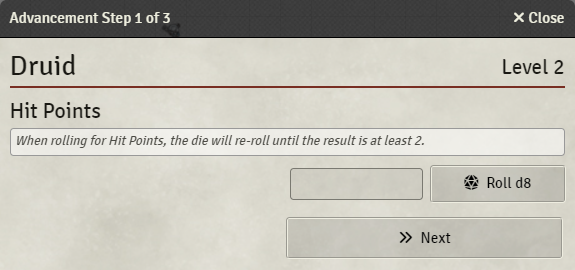 Advancement Step 1 of 3
✕ Close
Druid
Level 2
Hit Points
When rolling for Hit Points, the die will re-roll until the result is at least 2.
Roll d8
Next